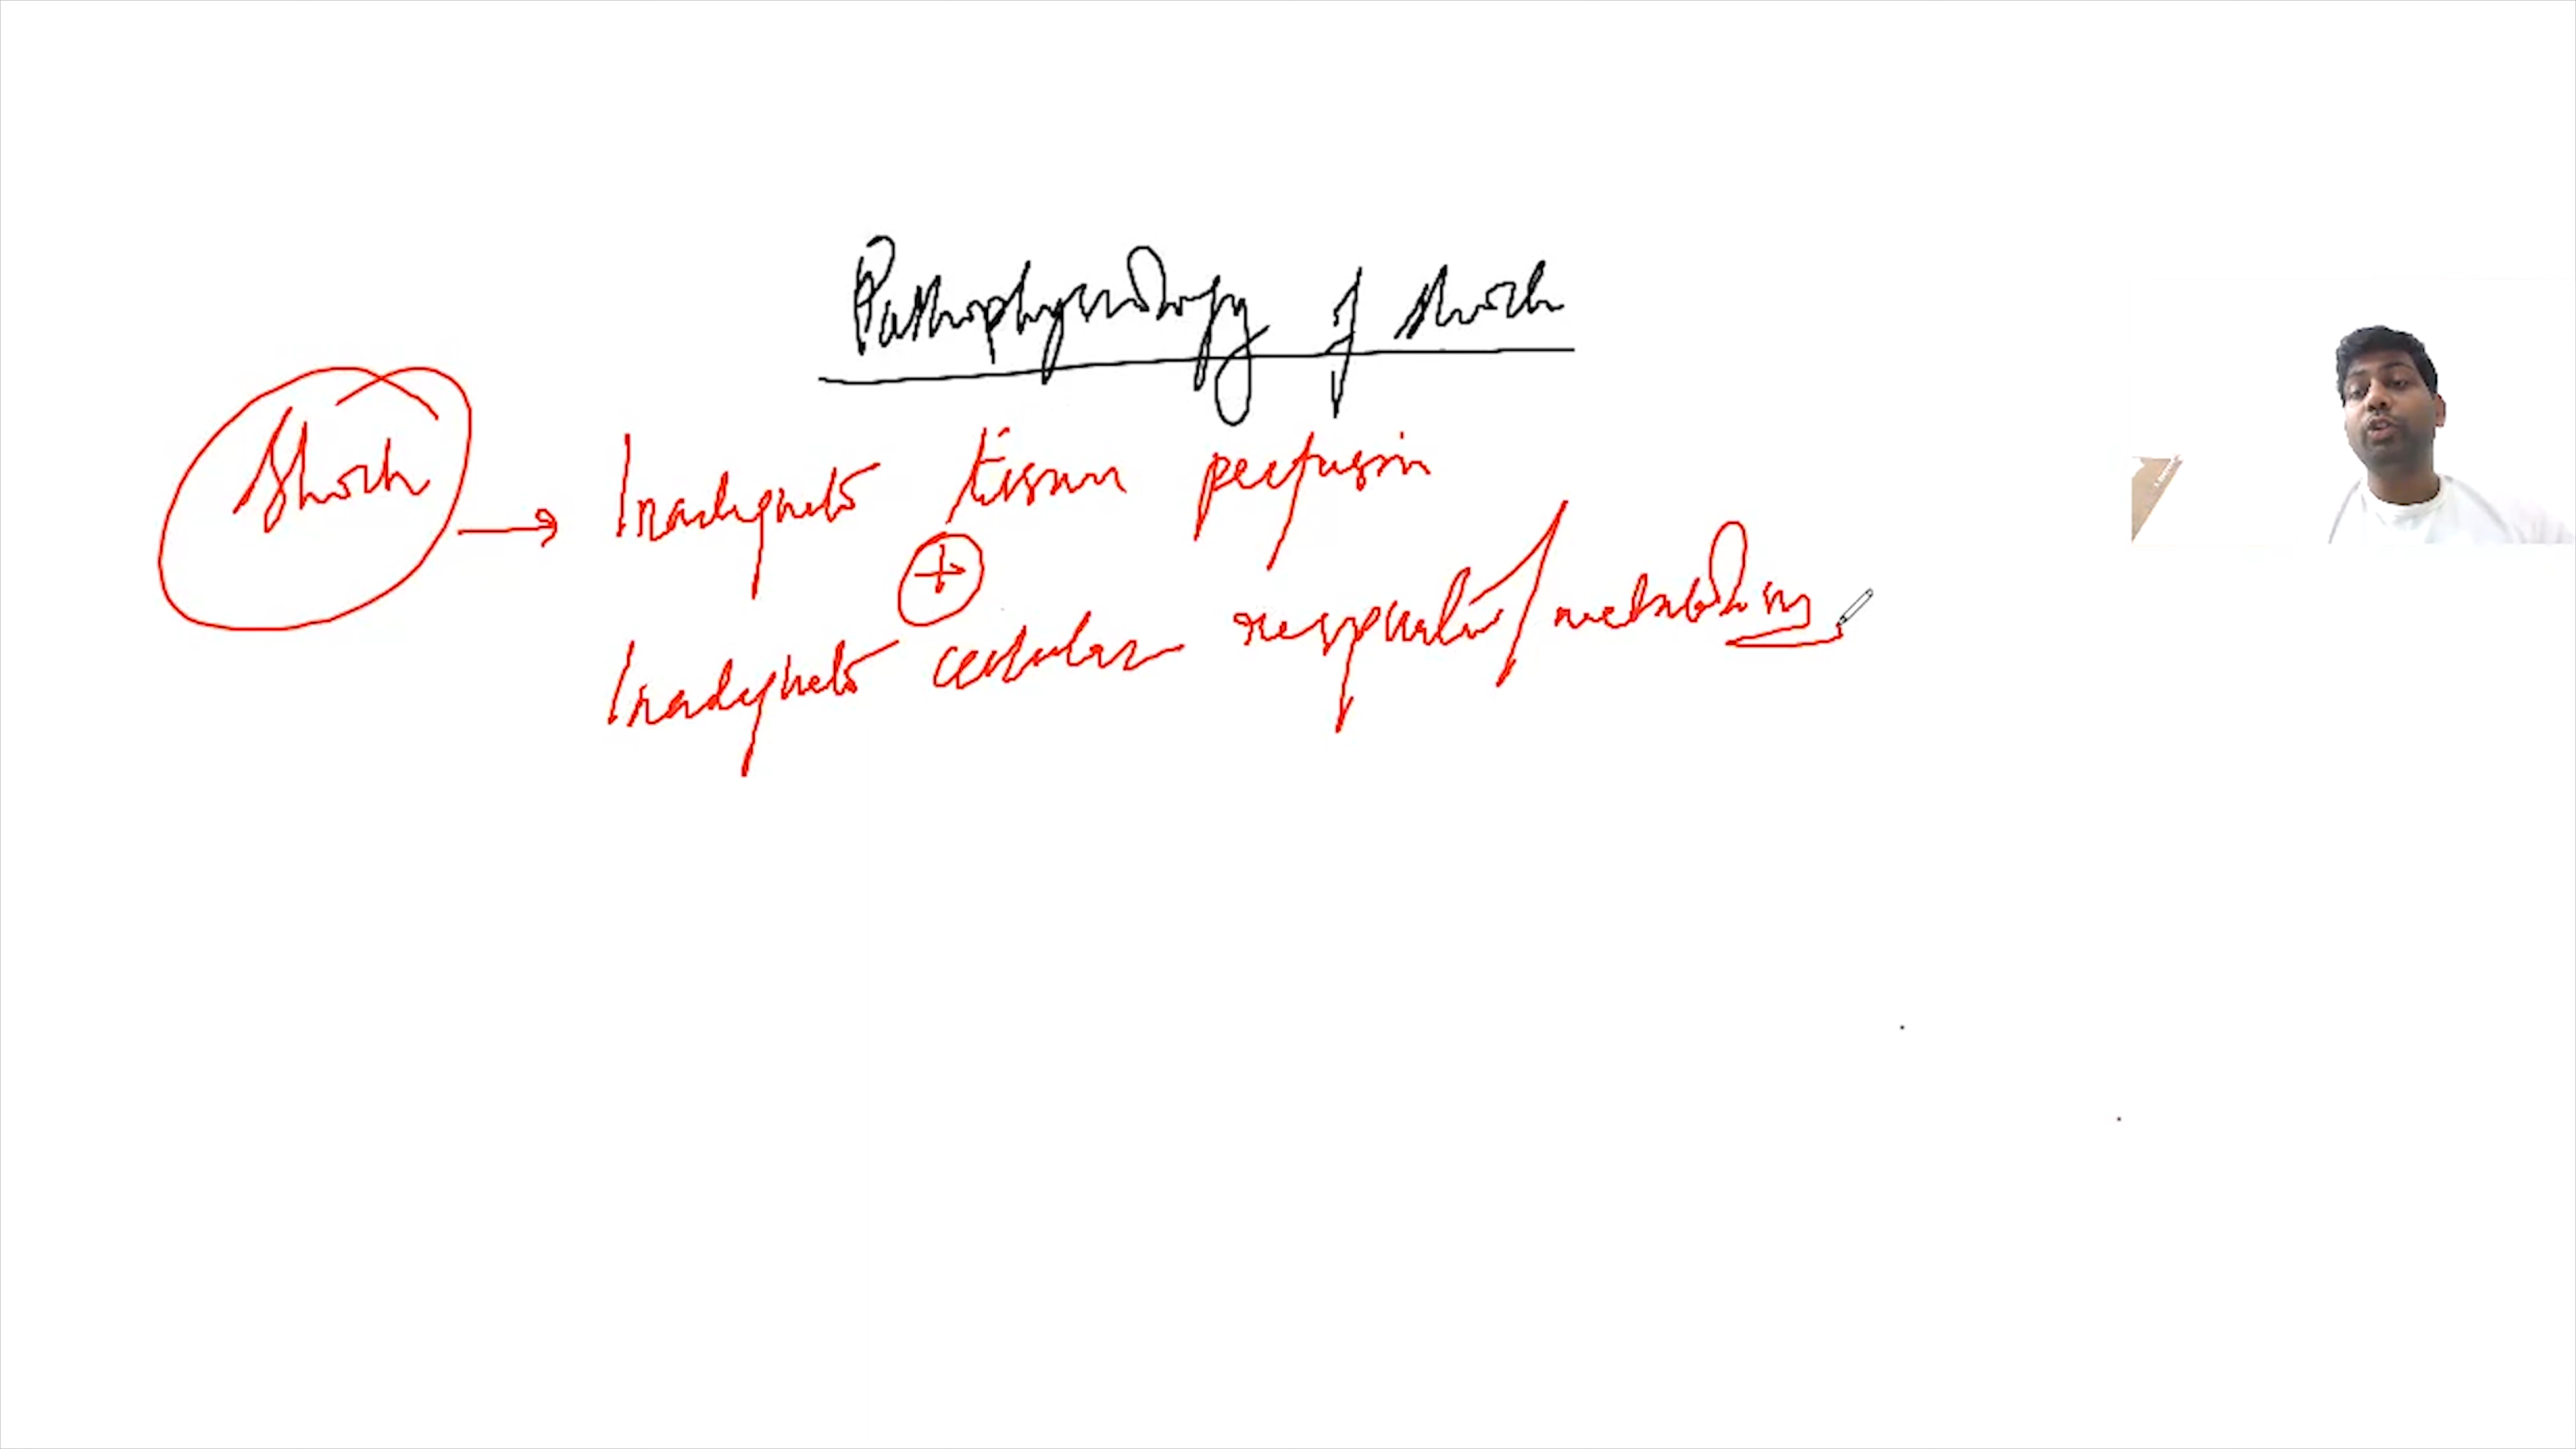 Pathophysiology of shock
Shock → Inadequate tissue perfusion
+
Inadequate cellular respiration/metabolism